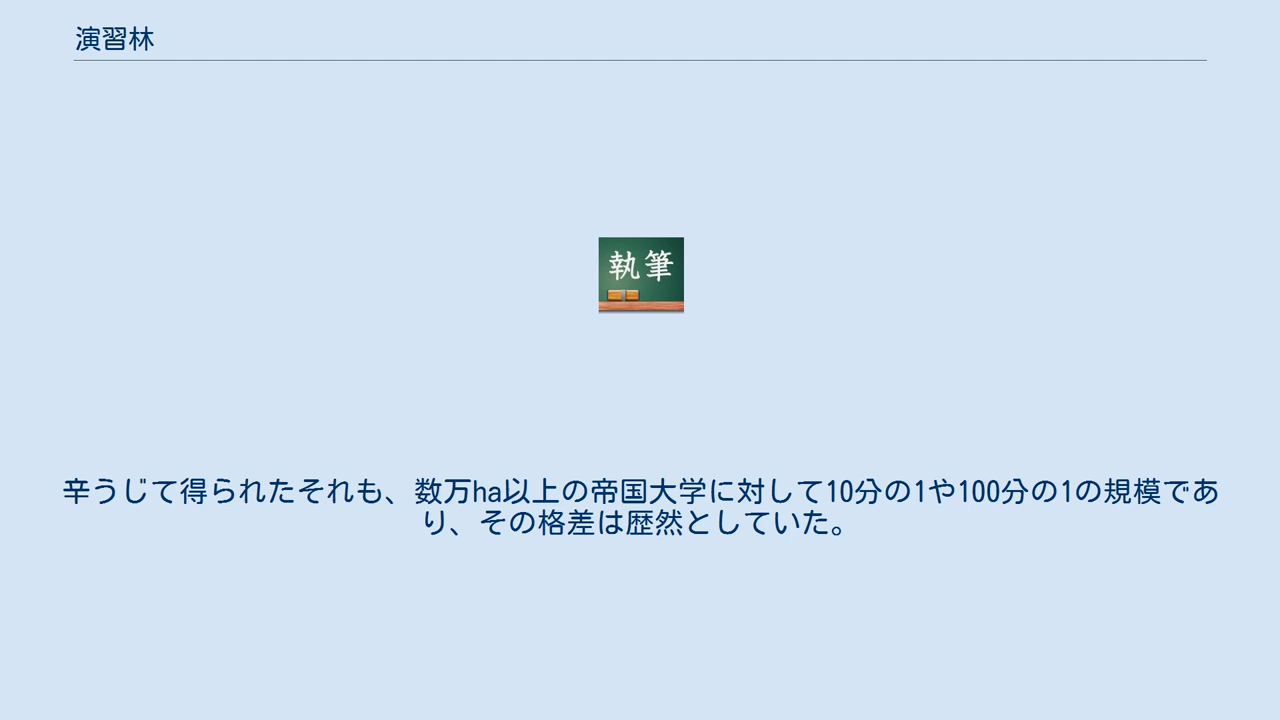 演習林
執筆
辛うじて得られたそれも、数万ha以上の帝国大学に対して10分の1や100分の1の規模であ
り、その格差は歴然としていた。